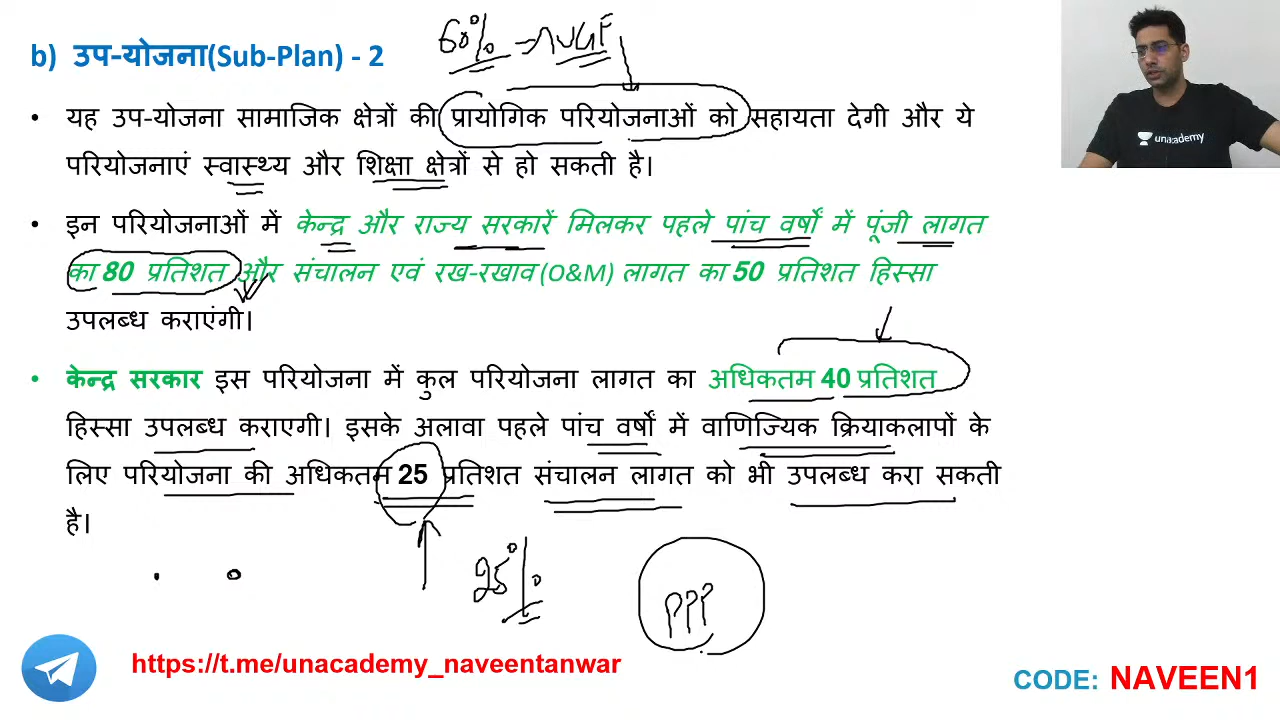 60% = VGF
b) उप-योजना(Sub-Plan) - 2
• यह उप-योजना सामाजिक क्षेत्रों की प्रायोगिक परियोजनाओं को सहायता देगी और ये
परियोजनाएं स्वास्थ्य और शिक्षा क्षेत्रों से हो सकती है।
unacademy
• इन परियोजनाओं में केन्द्र और राज्य सरकारें मिलकर पहले पांच वर्षों में पूंजी लागत
का 80 प्रतिशत और संचालन एवं रख-रखाव (O&M) लागत का 50 प्रतिशत हिस्सा
उपलब्ध कराएंगी।
• केन्द्र सरकार इस परियोजना में कुल परियोजना लागत का अधिकतम 40 प्रतिशत
हिस्सा उपलब्ध कराएगी। इसके अलावा पहले पांच वर्षों में वाणिज्यिक क्रियाकलापों के
लिए परियोजना की अधिकतम 25 प्रतिशत संचालन लागत को भी उपलब्ध करा सकती
है।
25%
PPP
https://t.me/unacademy_naveentanwar
CODE: NAVEEN1